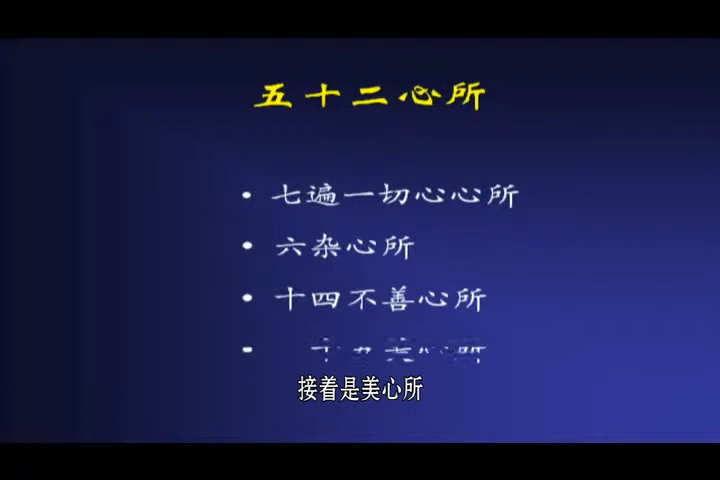 五十二心所
• 七遍一切心心所
• 六杂心所
• 十四不善心所
接着是美心所